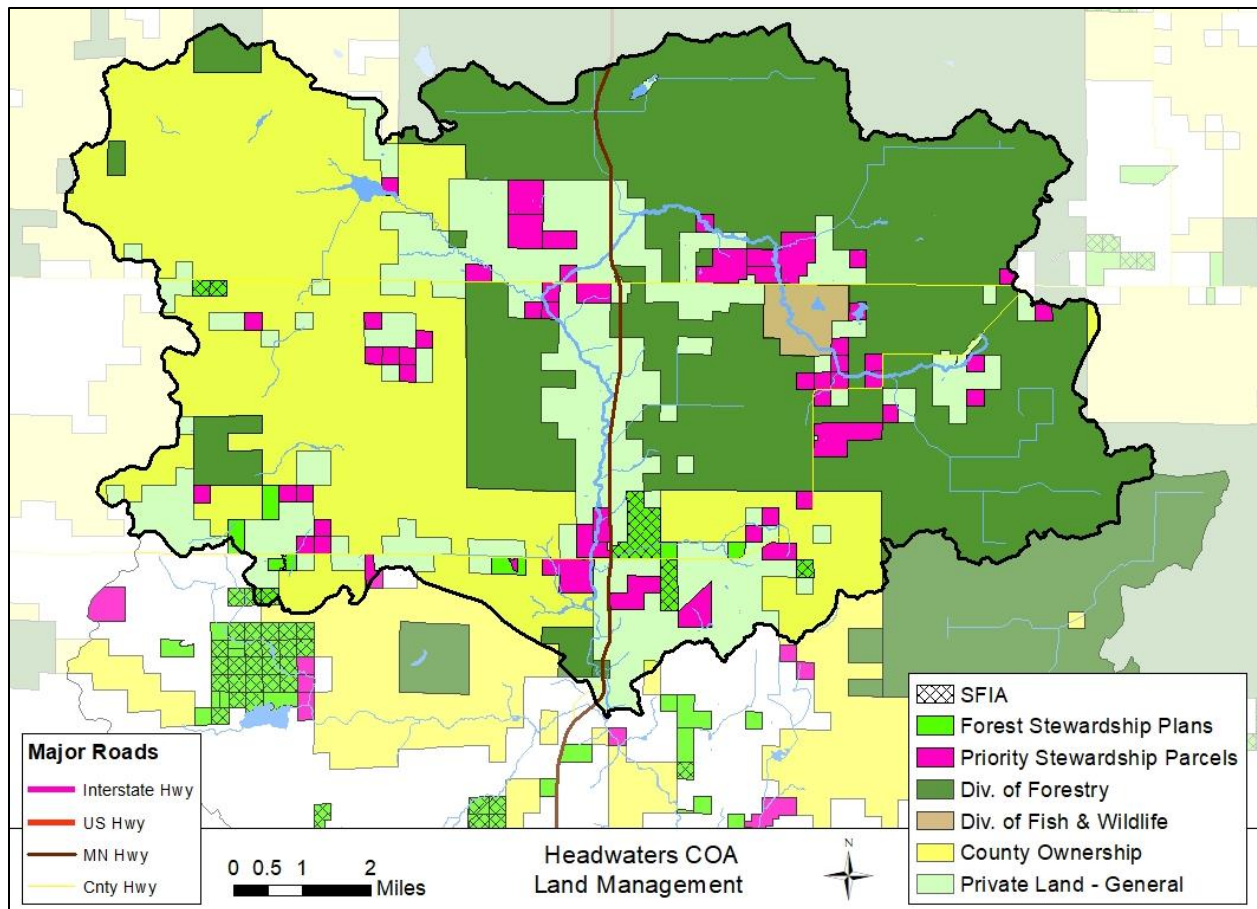 SFIA
Forest Stewardship Plans
Priority Stewardship Parcels
Div. of Forestry
Div. of Fish & Wildlife
County Ownership
Private Land - General
Major Roads
Interstate Hwy
US Hwy
MN Hwy
Cnty Hwy
0 0.5 1 2
Miles
Headwaters COA
Land Management
N